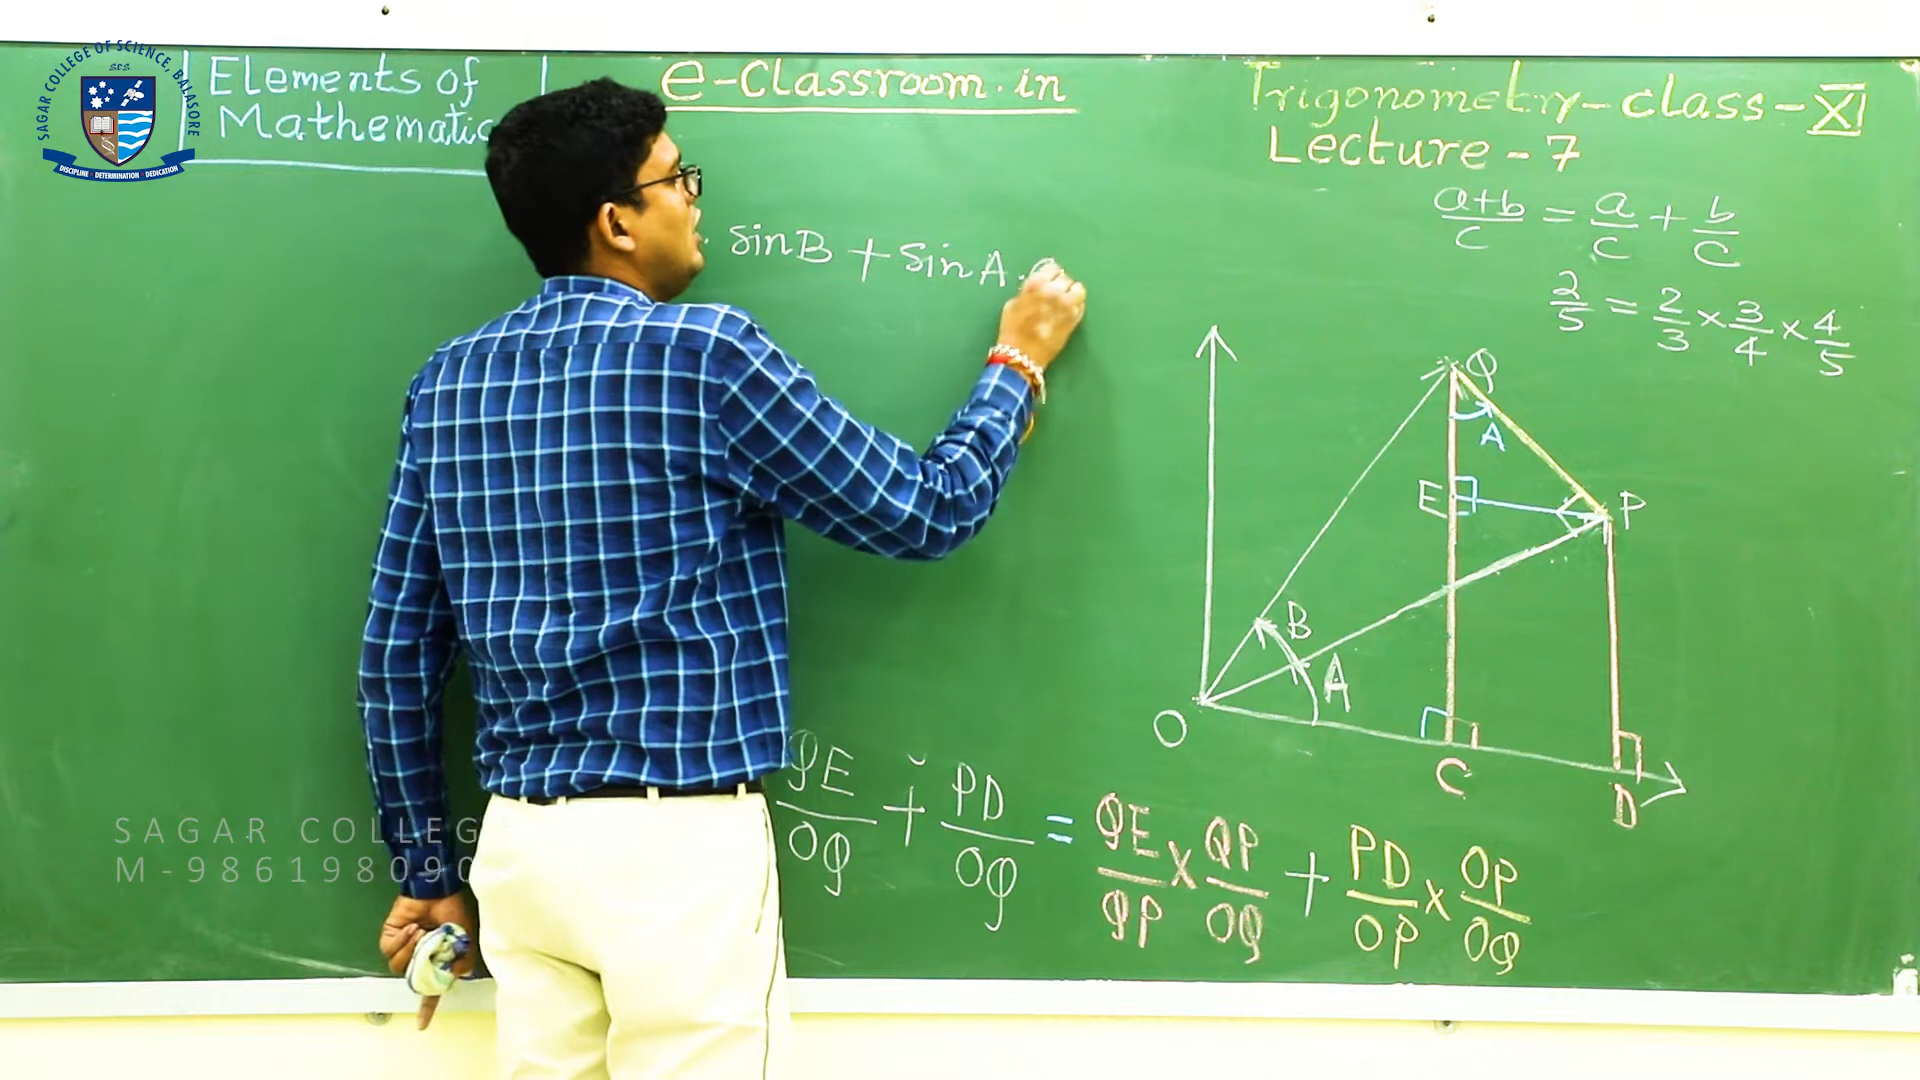 SAGAR COLLEGE OF SCIENCE, BALASORE
SCS
DISCIPLINE · DETERMINATION · DEDICATION
Elements of
Mathematic
e-Classroom.in
Trigonometry-class-XI
Lecture-7
a+b/c = a/c + b/c
2/5 = 2/3 × 3/4 × 4/5
. sinB + sinA.
Q
A
E
P
B
A
O
C
D
QE/OQ + PD/OQ = QE/QP × QP/OQ + PD/OP × OP/OQ
SAGAR COLLEG
M-986198090